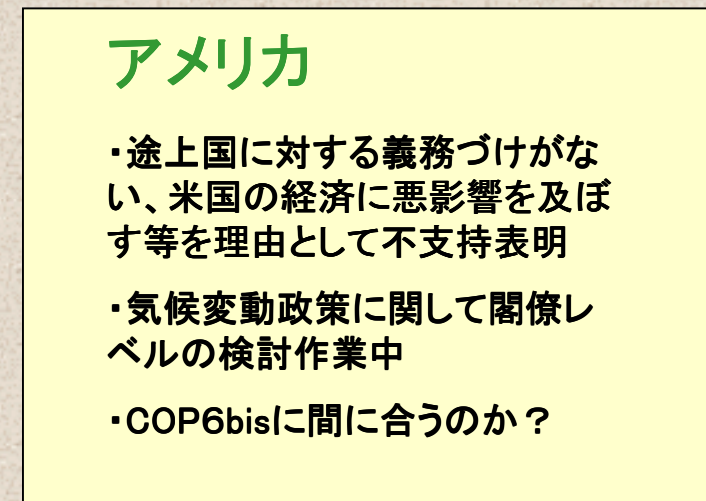 アメリカ
・途上国に対する義務づけがな
い、米国の経済に悪影響を及ぼ
す等を理由として不支持表明
・気候変動政策に関して閣僚レ
ベルの検討作業中
・COP6bisに間に合うのか？